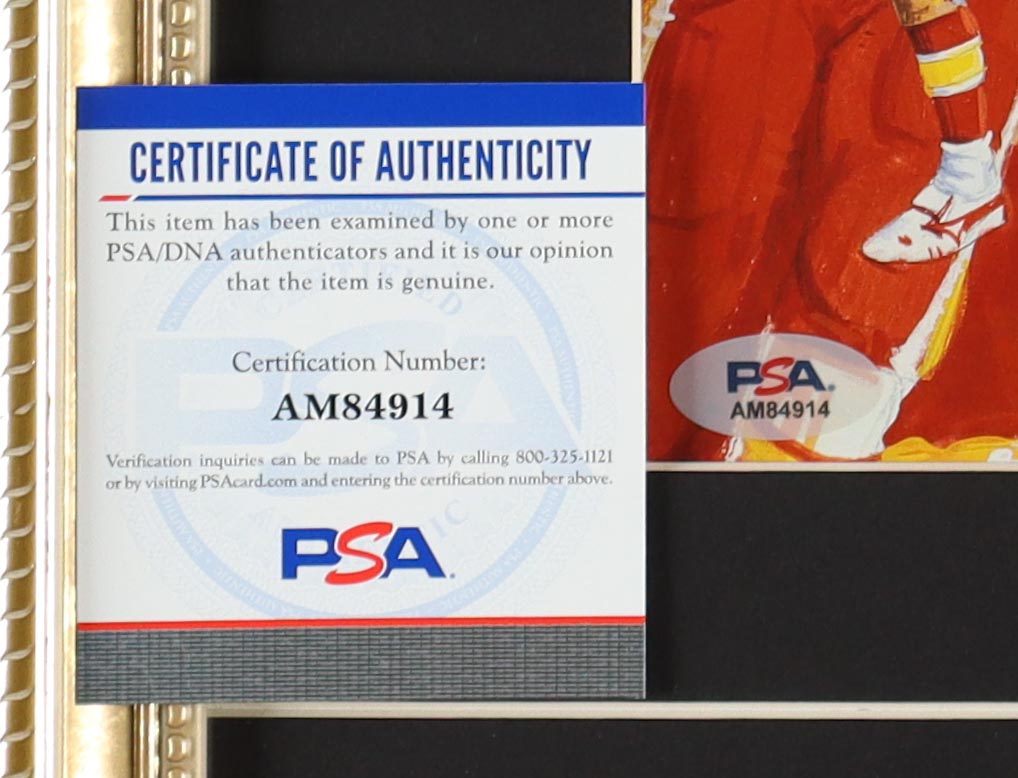 CERTIFICATE OF AUTHENTICITY
This item has been examined by one or more
PSA/DNA authenticators and it is our opinion
that the item is genuine.
Certification Number:
AM84914
Verification inquiries can be made to PSA by calling 800-325-1121
or by visiting PSAcard.com and entering the certification number above.
PSA.
PSA.
AM84914